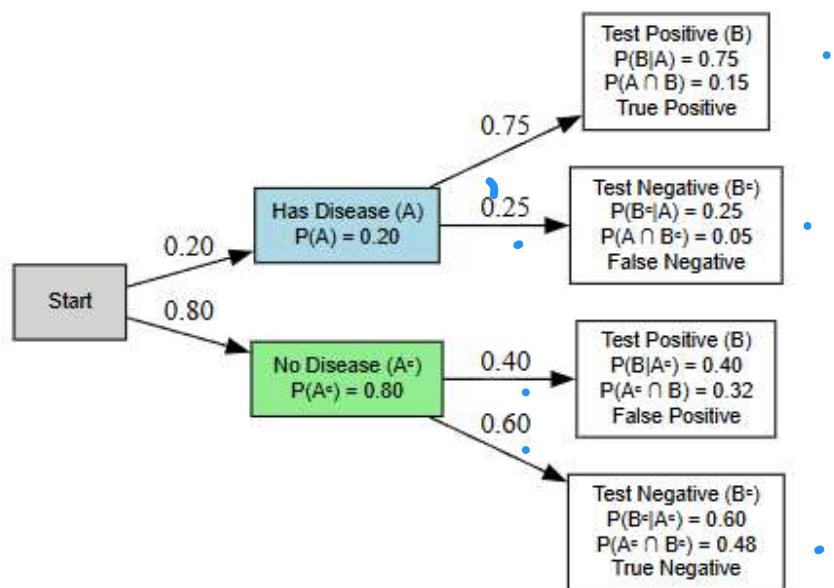 Test Positive (B)
P(B|A) = 0.75
P(A ∩ B) = 0.15
True Positive
0.75
Has Disease (A)
P(A) = 0.20
0.25
Test Negative (Bᶜ)
P(Bᶜ|A) = 0.25
P(A ∩ Bᶜ) = 0.05
False Negative
0.20
Start
0.80
No Disease (Aᶜ)
P(Aᶜ) = 0.80
0.40
Test Positive (B)
P(B|Aᶜ) = 0.40
P(Aᶜ ∩ B) = 0.32
False Positive
0.60
Test Negative (Bᶜ)
P(Bᶜ|Aᶜ) = 0.60
P(Aᶜ ∩ Bᶜ) = 0.48
True Negative